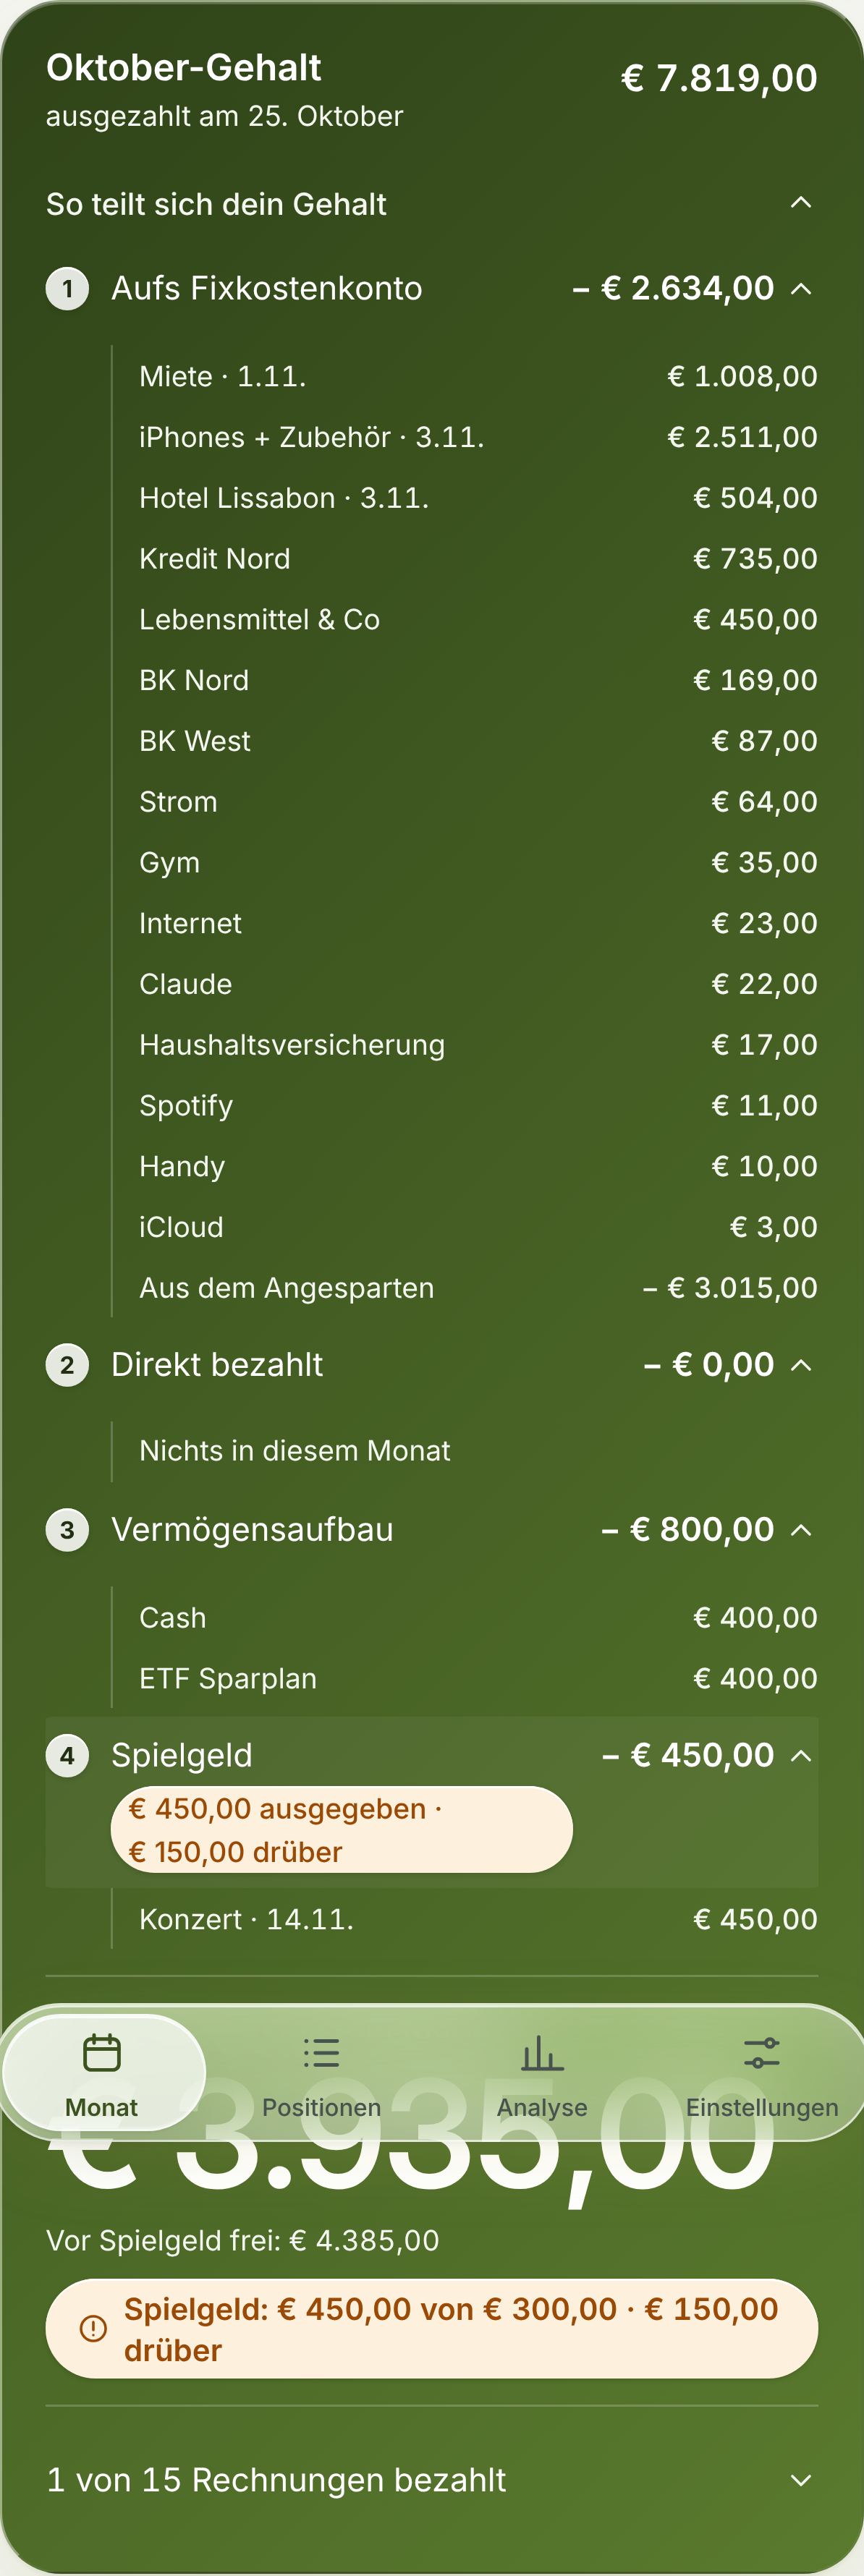 Oktober-Gehalt
€ 7.819,00
ausgezahlt am 25. Oktober
So teilt sich dein Gehalt
1 Aufs Fixkostenkonto – € 2.634,00
Miete · 1.11. € 1.008,00
iPhones + Zubehör · 3.11. € 2.511,00
Hotel Lissabon · 3.11. € 504,00
Kredit Nord € 735,00
Lebensmittel & Co € 450,00
BK Nord € 169,00
BK West € 87,00
Strom € 64,00
Gym € 35,00
Internet € 23,00
Claude € 22,00
Haushaltsversicherung € 17,00
Spotify € 11,00
Handy € 10,00
iCloud € 3,00
Aus dem Angesparten – € 3.015,00
2 Direkt bezahlt – € 0,00
Nichts in diesem Monat
3 Vermögensaufbau – € 800,00
Cash € 400,00
ETF Sparplan € 400,00
4 Spielgeld – € 450,00
€ 450,00 ausgegeben ·
€ 150,00 drüber
Konzert · 14.11. € 450,00
Monat Positionen Analyse Einstellungen
€ 3.935,00
Vor Spielgeld frei: € 4.385,00
Spielgeld: € 450,00 von € 300,00 · € 150,00
drüber
1 von 15 Rechnungen bezahlt